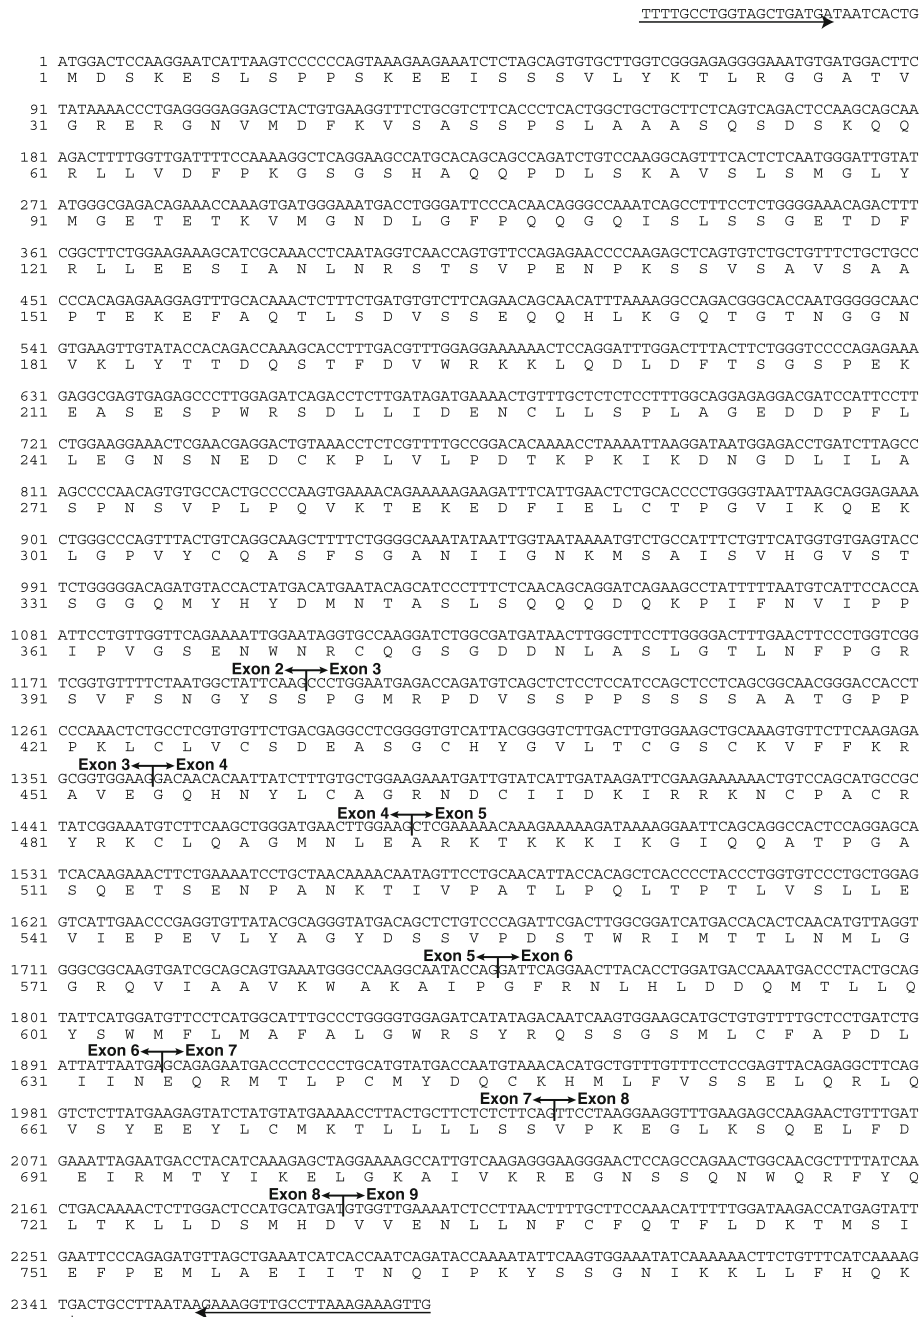 TTTTGCCTGGTAGCTGATGATAATCACTG
1 ATGGACTCCAAGGAATCATTAAGTCCCCCCAGTAAAGAAGAAATCTCTAGCAGTGTGCTTGGTCGGGAGAGGGGAAATGTGATGGACTTC
1 M D S K E S L S P P S K E E I S S S V L Y K T L R G G A T V
91 TATAAAACCCTGAGGGGAGGAGCTACTGTGAAGGTTTCTGCGTCTTCACCCTCACTGGCTGCTGCTTCTCAGTCAGACTCCAAGCAGCAA
31 G R E R G N V M D F K V S A S S P S L A A A S Q S D S K Q Q
181 AGACTTTTGGTTGATTTTCCAAAAGGCTCAGGAAGCCATGCACAGCAGCCAGATCTGTCCAAGGCAGTTTCACTCTCAATGGGATTGTAT
61 R L L V D F P K G S G S H A Q Q P D L S K A V S L S M G L Y
271 ATGGGCGAGACAGAAACCAAAGTGATGGGAAATGACCTGGGATTCCCACAACAGGGCCAAATCAGCCTTTCCTCTGGGGAAACAGACTTT
91 M G E T E T K V M G N D L G F P Q Q G Q I S L S S G E T D F
361 CGGCTTCTGGAAGAAAGCATCGCAAACCTCAATAGGTCAACCAGTGTTCCAGAGAACCCCAAGAGCTCAGTGTCTGCTGTTTCTGCTGCC
121 R L L E E S I A N L N R S T S V P E N P K S S V S A V S A A
451 CCCACAGAGAAGGAGTTTGCACAAACTCTTTCTGATGTGTCTTCAGAACAGCAACATTTAAAAGGCCAGACGGGCACCAATGGGGGCAAC
151 P T E K E F A Q T L S D V S S E Q Q H L K G Q T G T N G G N
541 GTGAAGTTGTATACCACAGACCAAAGCACCTTTGACGTTTGGAGGAAAAAACTCCAGGATTTGGACTTTACTTCTGGGTCCCCAGAGAAA
181 V K L Y T T D Q S T F D V W R K K L Q D L D F T S G S P E K
631 GAGGCGAGTGAGAGCCCTTGGAGATCAGACCTCTTGATAGATGAAAACTGTTTGCTCTCTCCTTTGGCAGGAGAGGACGATCCATTCCTT
211 E A S E S P W R S D L L I D E N C L L S P L A G E D D P F L
721 CTGGAAGGAAACTCGAACGAGGACTGTAAACCTCTCGTTTTGCCGGACACAAAACCTAAAATTAAGGATAATGGAGACCTGATCTTAGCC
241 L E G N S N E D C K P L V L P D T K P K I K D N G D L I L A
811 AGCCCCAACAGTGTGCCACTGCCCCAAGTGAAAACAGAAAAAGAAGATTTCATTGAACTCTGCACCCCTGGGGTAATTAAGCAGGAGAAA
271 S P N S V P L P Q V K T E K E D F I E L C T P G V I K Q E K
901 CTGGGCCCAGTTTACTGTCAGGCAAGCTTTTCTGGGGCAAATATAATTGGTAATAAAATGTCTGCCATTTCTGTTCATGGTGTGAGTACC
301 L G P V Y C Q A S F S G A N I I G N K M S A I S V H G V S T
991 TCTGGGGGACAGATGTACCACTATGACATGAATACAGCATCCCTTTCTCAACAGCAGGATCAGAAGCCTATTTTTAATGTCATTCCACCA
331 S G G Q M Y H Y D M N T A S L S Q Q Q D Q K P I F N V I P P
1081 ATTCCTGTTGGTTCAGAAAATTGGAATAGGTGCCAAGGATCTGGCGATGATAACTTGGCTTCCTTGGGGACTTTGAACTTCCCTGGTCGG
361 I P V G S E N W N R C Q G S G D D N L A S L G T L N F P G R
Exon 2 Exon 3
1171 TCGGTGTTTTCTAATGGCTATTCAAGCCCTGGAATGAGACCAGATGTCAGCTCTCCTCCATCCAGCTCCTCAGCGGCAACGGGACCACCT
391 S V F S N G Y S S P G M R P D V S S P P S S S S A A T G P P
1261 CCCAAACTCTGCCTCGTGTGTTCTGACGAGGCCTCGGGGTGTCATTACGGGGTCTTGACTTGTGGAAGCTGCAAAGTGTTCTTCAAGAGA
421 P K L C L V C S D E A S G C H Y G V L T C G S C K V F F K R
Exon 3 Exon 4
1351 GCGGTGGAAGGACAACACAATTATCTTTGTGCTGGAAGAAATGATTGTATCATTGATAAGATTCGAAGAAAAAACTGTCCAGCATGCCGC
451 A V E G Q H N Y L C A G R N D C I I D K I R R K N C P A C R
Exon 4 Exon 5
1441 TATCGGAAATGTCTTCAAGCTGGGATGAACTTGGAAGCTCGAAAAACAAAGAAAAAGATAAAAGGAATTCAGCAGGCCACTCCAGGAGCA
481 Y R K C L Q A G M N L E A R K T K K K I K G I Q Q A T P G A
1531 TCACAAGAAACTTCTGAAAATCCTGCTAACAAAACAATAGTTCCTGCAACATTACCACAGCTCACCCCTACCCTGGTGTCCCTGCTGGAG
511 S Q E T S E N P A N K T I V P A T L P Q L T P T L V S L L E
1621 GTCATTGAACCCGAGGTGTTATACGCAGGGTATGACAGCTCTGTCCCAGATTCGACTTGGCGGATCATGACCACACTCAACATGTTAGGT
541 V I E P E V L Y A G Y D S S V P D S T W R I M T T L N M L G
Exon 5 Exon 6
1711 GGGCGGCAAGTGATCGCAGCAGTGAAATGGGCCAAGGCAATACCAGGATTCAGGAACTTACACCTGGATGACCAAATGACCCTACTGCAG
571 G R Q V I A A V K W A K A I P G F R N L H L D D Q M T L L Q
1801 TATTCATGGATGTTCCTCATGGCATTTGCCCTGGGGTGGAGATCATATAGACAATCAAGTGGAAGCATGCTGTGTTTTGCTCCTGATCTG
601 Y S W M F L M A F A L G W R S Y R Q S S G S M L C F A P D L
Exon 6 Exon 7
1891 ATTATTAATGAGCAGAGAATGACCCTCCCCTGCATGTATGACCAATGTAAACACATGCTGTTTGTTTCCTCCGAGTTACAGAGGCTTCAG
631 I I N E Q R M T L P C M Y D Q C K H M L F V S S E L Q R L Q
Exon 7 Exon 8
1981 GTCTCTTATGAAGAGTATCTATGTATGAAAACCTTACTGCTTCTCTCTTCAGTTCCTAAGGAAGGTTTGAAGAGCCAAGAACTGTTTGAT
661 V S Y E E Y L C M K T L L L L S S V P K E G L K S Q E L F D
2071 GAAATTAGAATGACCTACATCAAAGAGCTAGGAAAAGCCATTGTCAAGAGGGAAGGGAACTCCAGCCAGAACTGGCAACGCTTTTATCAA
691 E I R M T Y I K E L G K A I V K R E G N S S Q N W Q R F Y Q
Exon 8 Exon 9
2161 CTGACAAAACTCTTGGACTCCATGCATGATGTGGTTGAAAATCTCCTTAACTTTTGCTTCCAAACATTTTTGGATAAGACCATGAGTATT
721 L T K L L D S M H D V V E N L L N F C F Q T F L D K T M S I
2251 GAATTCCCAGAGATGTTAGCTGAAATCATCACCAATCAGATACCAAAATATTCAAGTGGAAATATCAAAAAACTTCTGTTTCATCAAAAG
751 E F P E M L A E I I T N Q I P K Y S S G N I K K L L F H Q K
2341 TGACTGCCTTAATAAGAAAGGTTGCCTTAAAGAAAGTTG